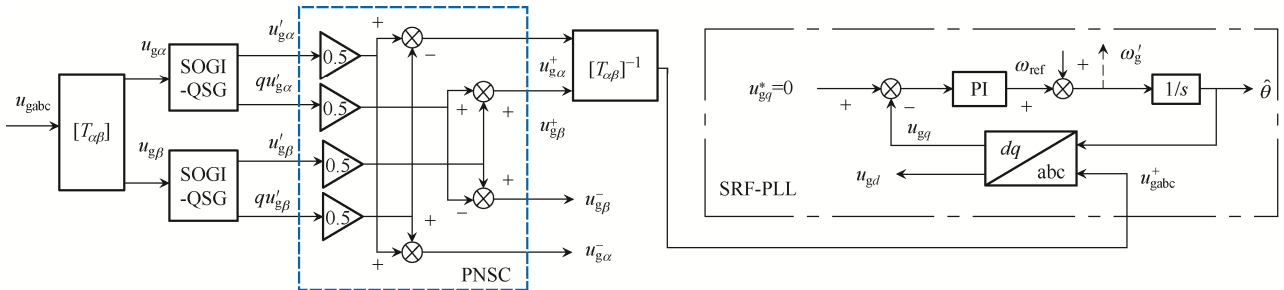 u_gabc
[T_αβ]
u_gα
u_gβ
SOGI
-QSG
SOGI
-QSG
u′_gα
qu′_gα
u′_gβ
qu′_gβ
0.5
0.5
0.5
0.5
+
−
+
+
+
−
+
+
+
PNSC
u⁺_gα
u⁺_gβ
u⁻_gβ
u⁻_gα
[T_αβ]⁻¹
u*_gq=0
+
−
PI
ω_ref
+
+
ω′_g
1/s
θ̂
u_gq
u_gd
dq
abc
u⁺_gabc
SRF-PLL